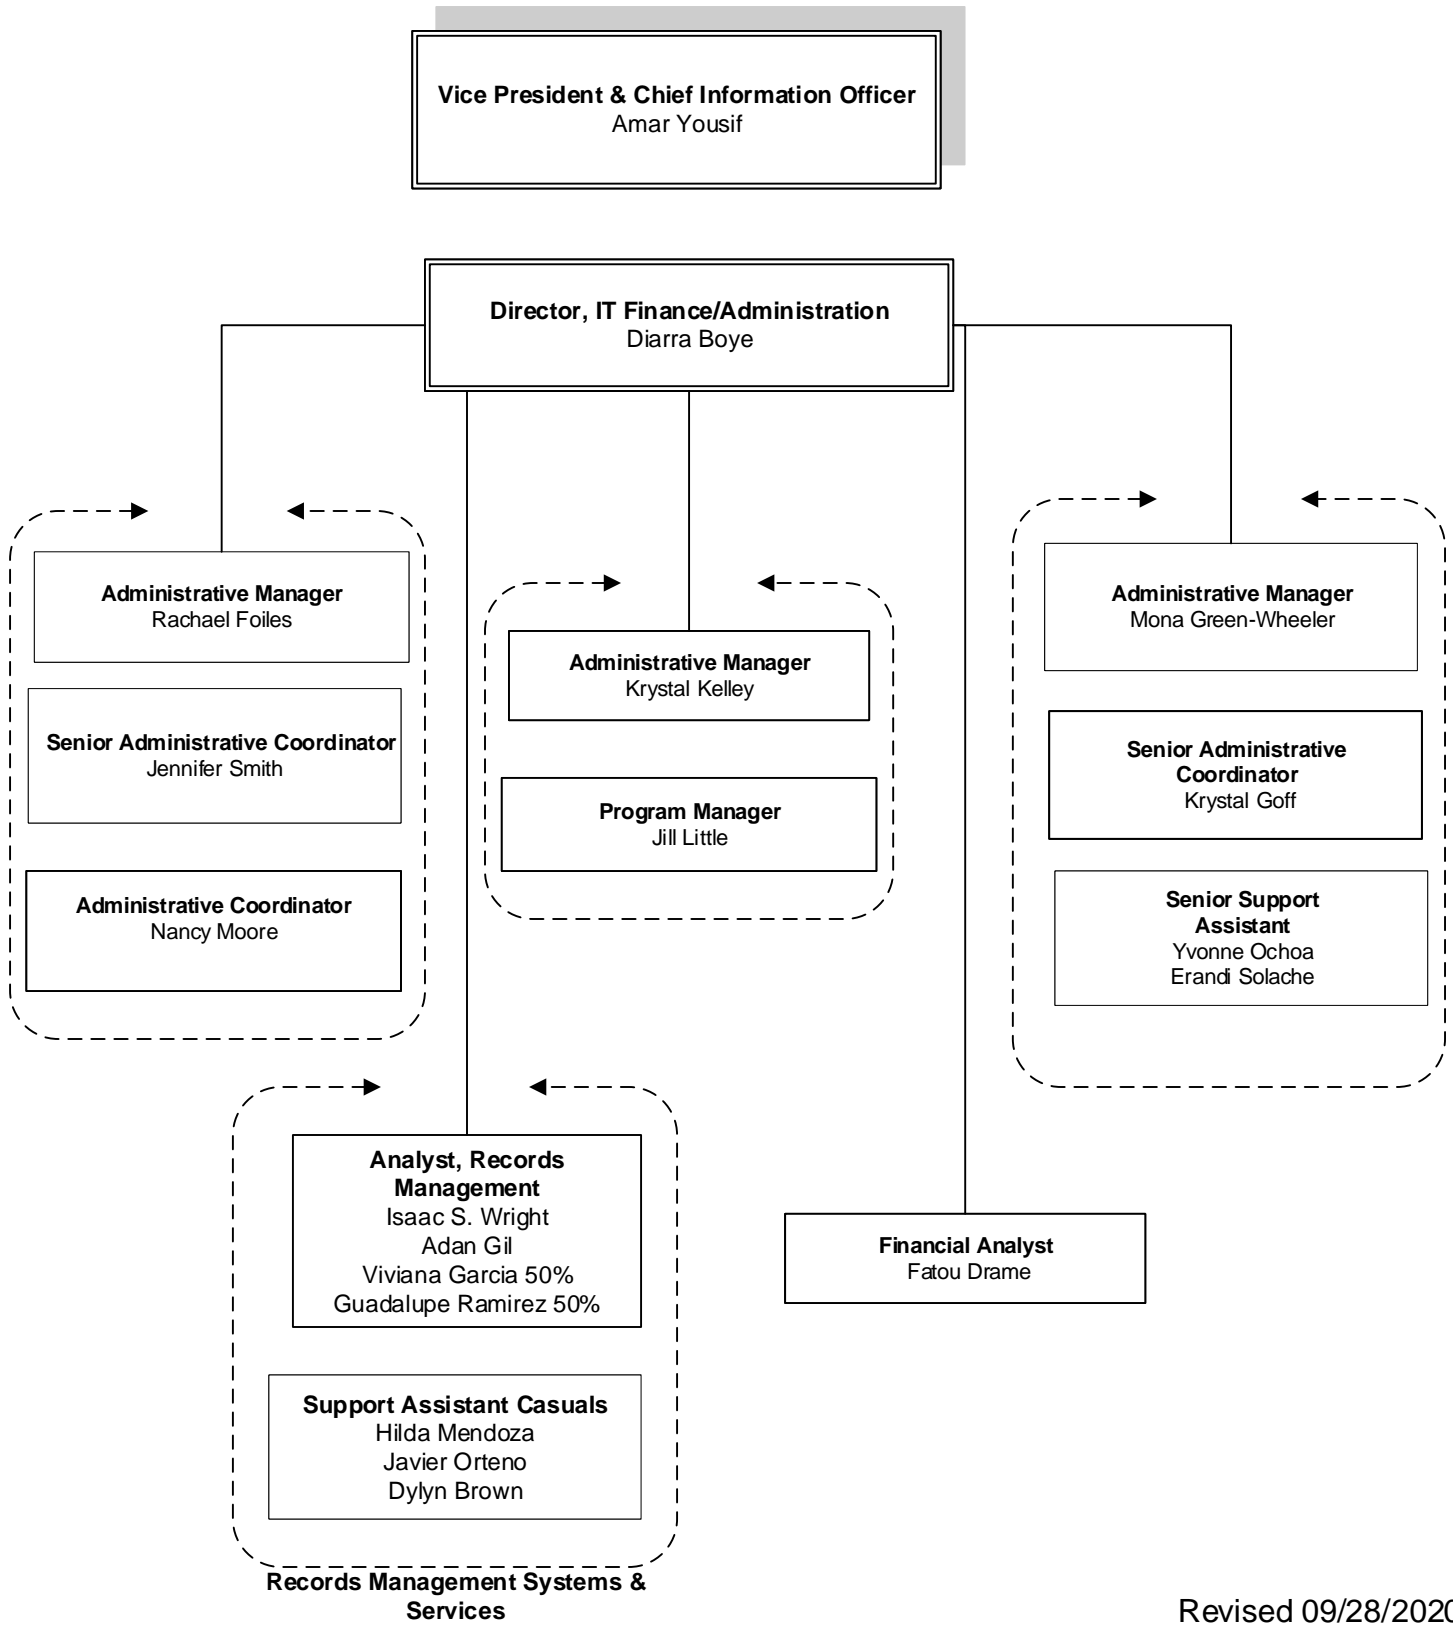 Vice President & Chief Information Officer
Amar Yousif
Director, IT Finance/Administration
Diarra Boye
Administrative Manager
Rachael Foiles
Senior Administrative Coordinator
Jennifer Smith
Administrative Coordinator
Nancy Moore
Administrative Manager
Krystal Kelley
Program Manager
Jill Little
Administrative Manager
Mona Green-Wheeler
Senior Administrative
Coordinator
Krystal Goff
Senior Support
Assistant
Yvonne Ochoa
Erandi Solache
Analyst, Records
Management
Isaac S. Wright
Adan Gil
Viviana Garcia 50%
Guadalupe Ramirez 50%
Support Assistant Casuals
Hilda Mendoza
Javier Orteno
Dylyn Brown
Records Management Systems &
Services
Financial Analyst
Fatou Drame
Revised 09/28/2020